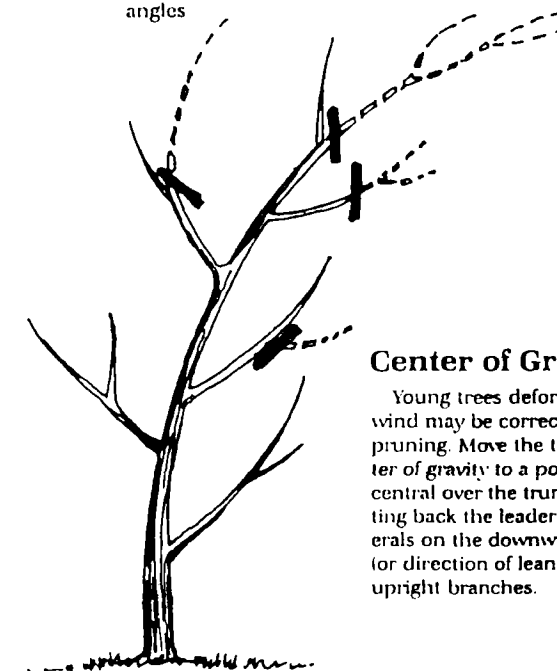 angles
Center of Gr
Young trees defor
wind may be correc
pruning. Move the t
ter of gravity to a po
central over the trun
ting back the leader
erals on the downw
(or direction of lean
upright branches.